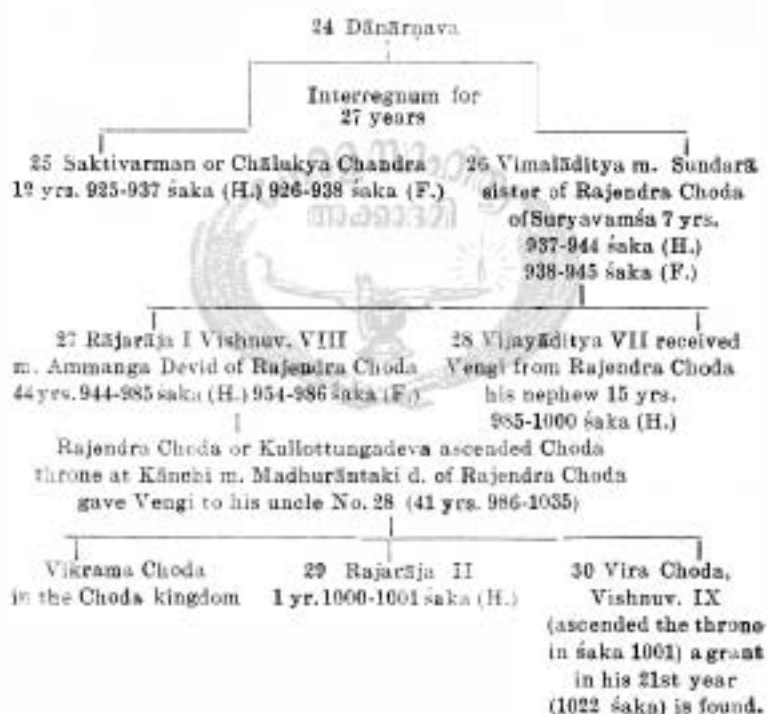 24 Dānārṇava
Interregnum for
27 years
25 Saktivarman or Chālukya Chandra
12 yrs. 925-937 śaka (H.) 926-938 śaka (F.)
26 Vimalāditya m. Sundarā
sister of Rajendra Choda
of Suryavamśa 7 yrs.
937-944 śaka (H.)
938-945 śaka (F.)
27 Rājarāja I Vishnuv. VIII
m. Ammanga Devid of Rajendra Choda
44 yrs. 944-985 śaka (H.) 954-986 śaka (F.)
28 Vijayāditya VII received
Vengi from Rajendra Choda
his nephew 15 yrs.
985-1000 śaka (H.)
Rajendra Choda or Kullottungadeva ascended Choda
throne at Kānchi m. Madhurāntaki d. of Rajendra Choda
gave Vengi to his uncle No. 28 (41 yrs. 986-1035)
Vikrama Choda
in the Choda kingdom
29 Rajarāja II
1 yr. 1000-1001 śaka (H.)
30 Vira Choda,
Vishnuv. IX
(ascended the throne
in śaka 1001) a grant
in his 21st year
(1022 śaka) is found.